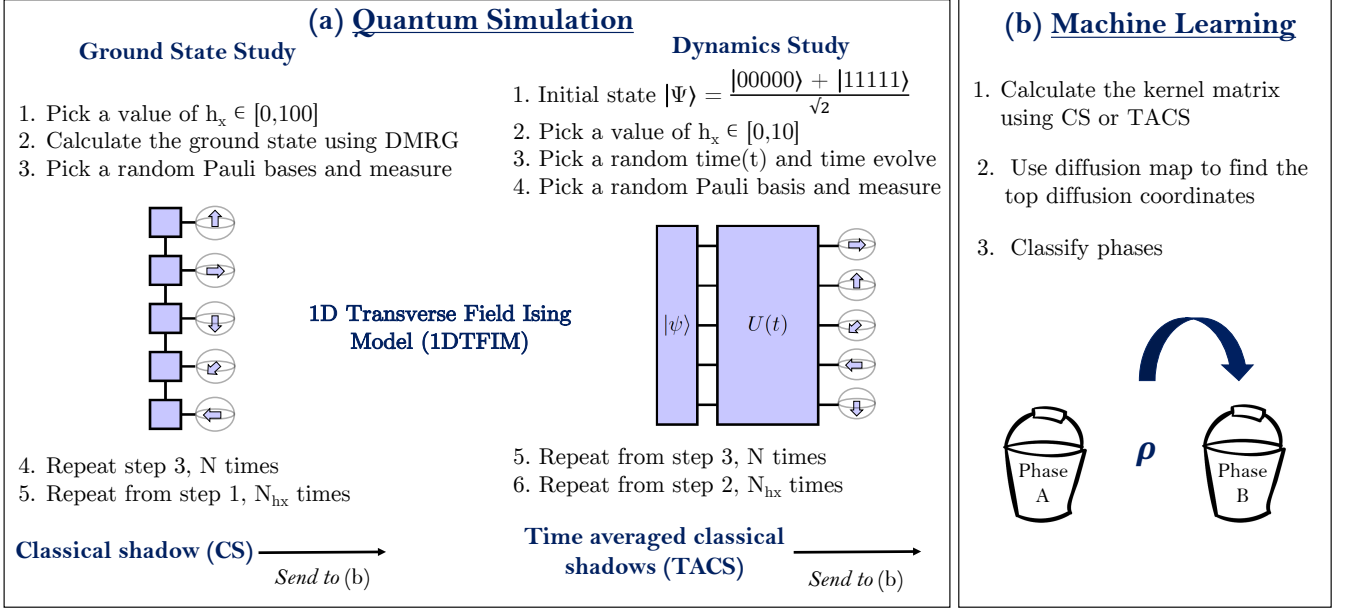 (a) Quantum Simulation
Ground State Study
1. Pick a value of hₓ ∈ [0,100]
2. Calculate the ground state using DMRG
3. Pick a random Pauli bases and measure
4. Repeat step 3, N times
5. Repeat from step 1, Nₕₓ times
Classical shadow (CS)
Send to (b)
1D Transverse Field Ising
Model (1DTFIM)
Dynamics Study
1. Initial state |Ψ⟩ = |00000⟩ + |11111⟩ / √2
2. Pick a value of hₓ ∈ [0,10]
3. Pick a random time(t) and time evolve
4. Pick a random Pauli basis and measure
|ψ⟩
U(t)
5. Repeat from step 3, N times
6. Repeat from step 2, Nₕₓ times
Time averaged classical
shadows (TACS)
Send to (b)
(b) Machine Learning
1. Calculate the kernel matrix
using CS or TACS
2. Use diffusion map to find the
top diffusion coordinates
3. Classify phases
Phase
A
ρ
Phase
B